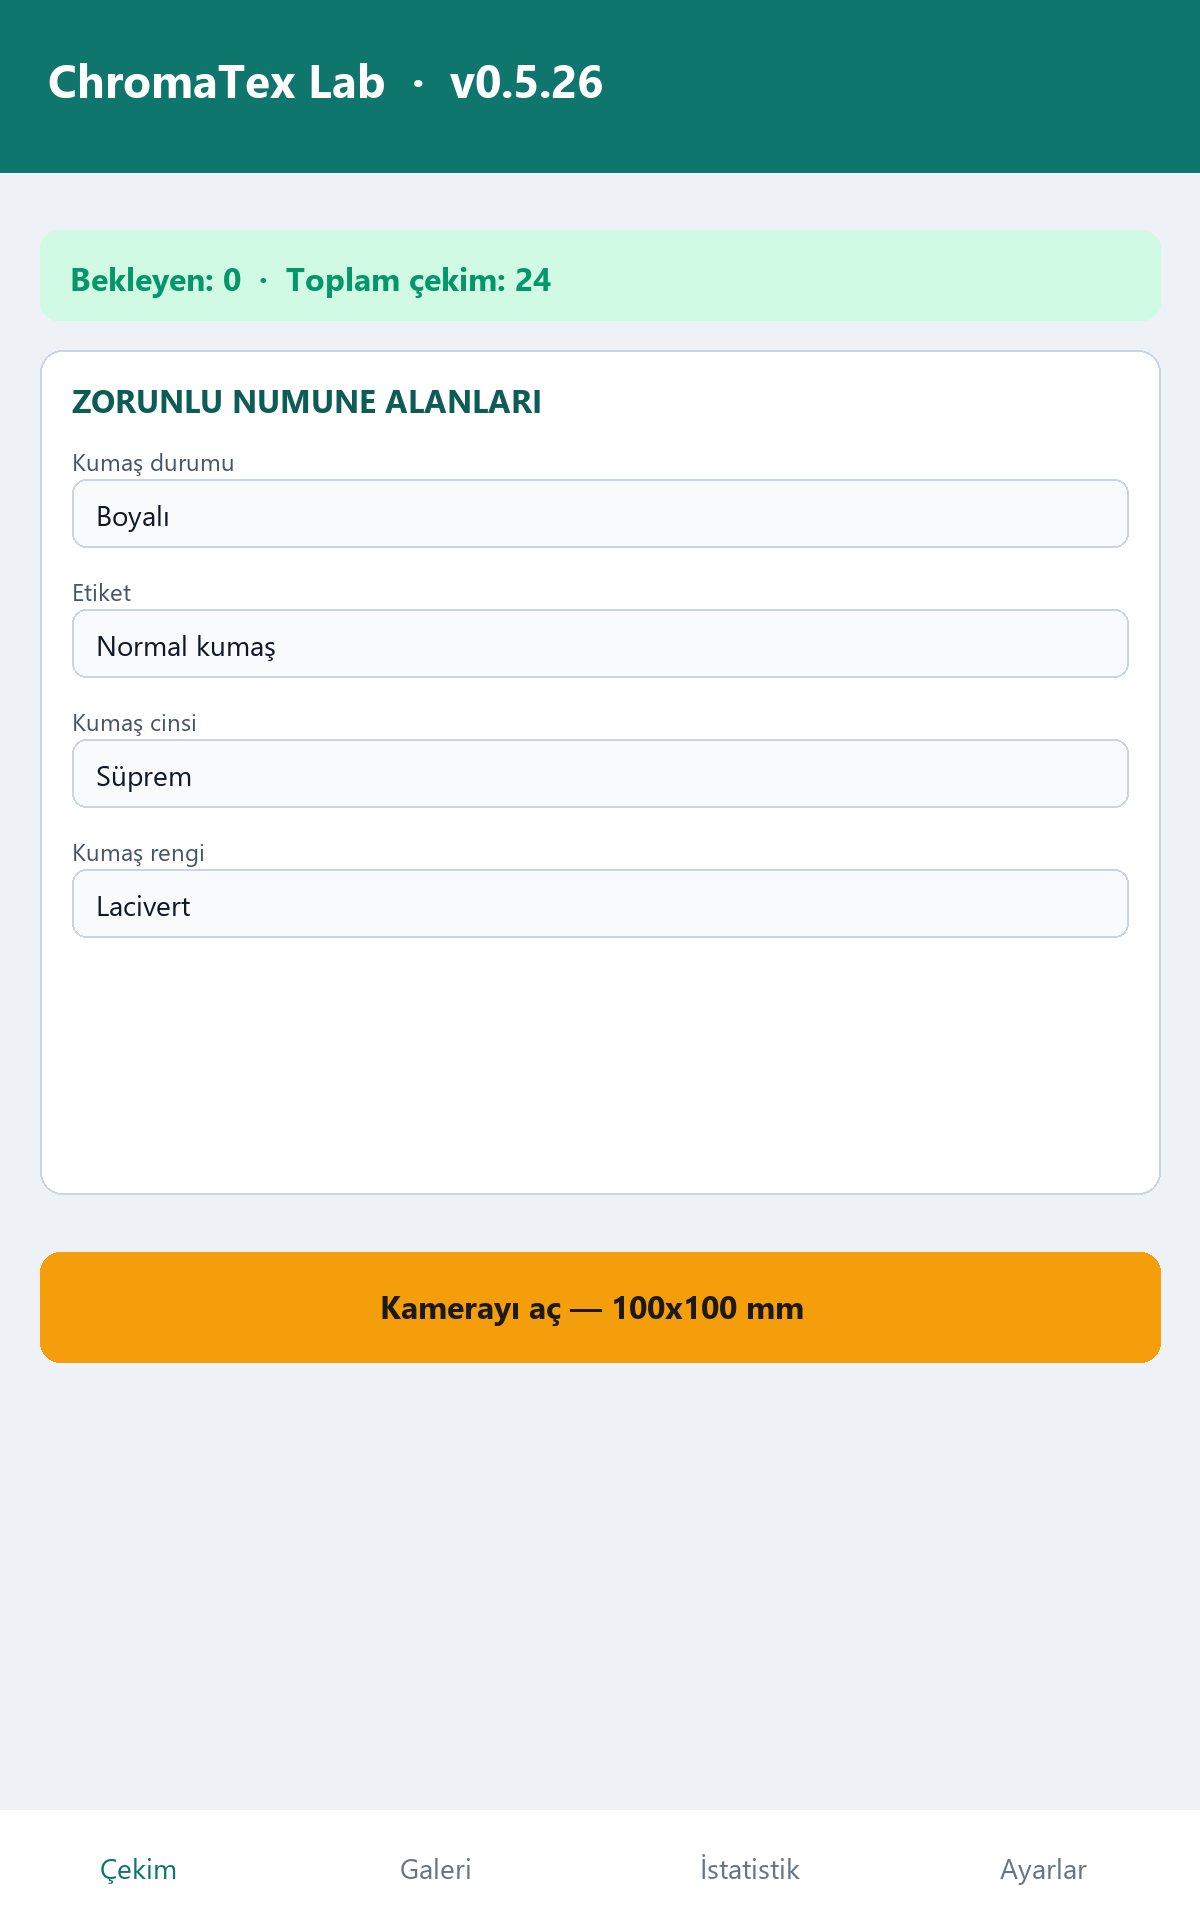 ChromaTex Lab · v0.5.26
Bekleyen: 0 · Toplam çekim: 24
ZORUNLU NUMUNE ALANLARI
Kumaş durumu
Boyalı
Etiket
Normal kumaş
Kumaş cinsi
Süprem
Kumaş rengi
Lacivert
Kamerayı aç — 100x100 mm
Çekim Galeri İstatistik Ayarlar